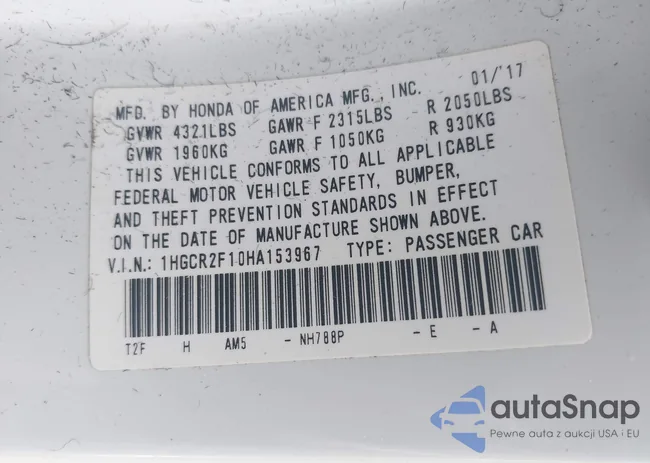 MFD. BY HONDA OF AMERICA MFG., INC. 01/'17
GVWR 4321LBS GAWR F 2315LBS R 2050LBS
GVWR 1960KG GAWR F 1050KG R 930KG
THIS VEHICLE CONFORMS TO ALL APPLICABLE
FEDERAL MOTOR VEHICLE SAFETY, BUMPER,
AND THEFT PREVENTION STANDARDS IN EFFECT
ON THE DATE OF MANUFACTURE SHOWN ABOVE.
V.I.N.: 1HGCR2F10HA153967 TYPE: PASSENGER CAR
T2F H AM5 - NH788P - E - A
autaSnap
Pewne auta z aukcji USA i EU